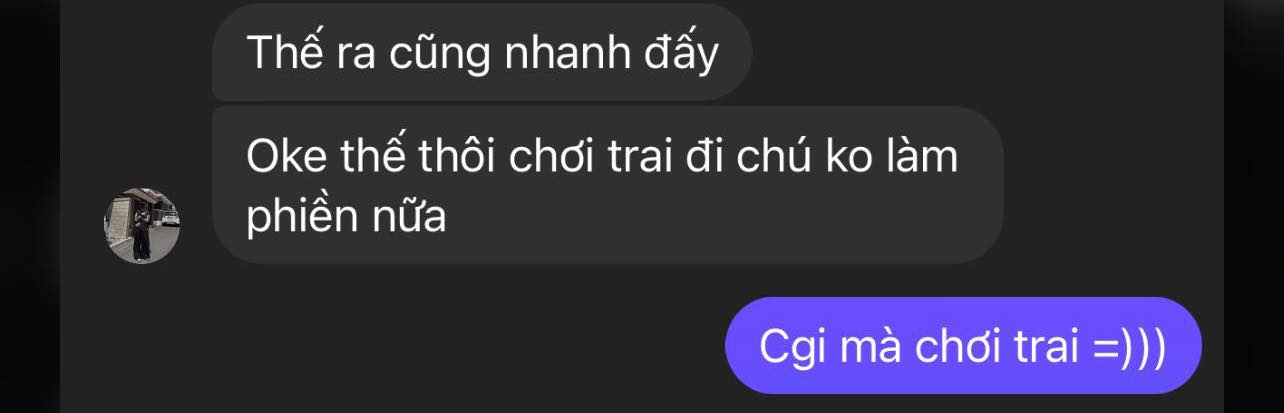 Thế ra cũng nhanh đấy
Oke thế thôi chơi trai đi chú ko làm
phiền nữa
Cgi mà chơi trai =)))